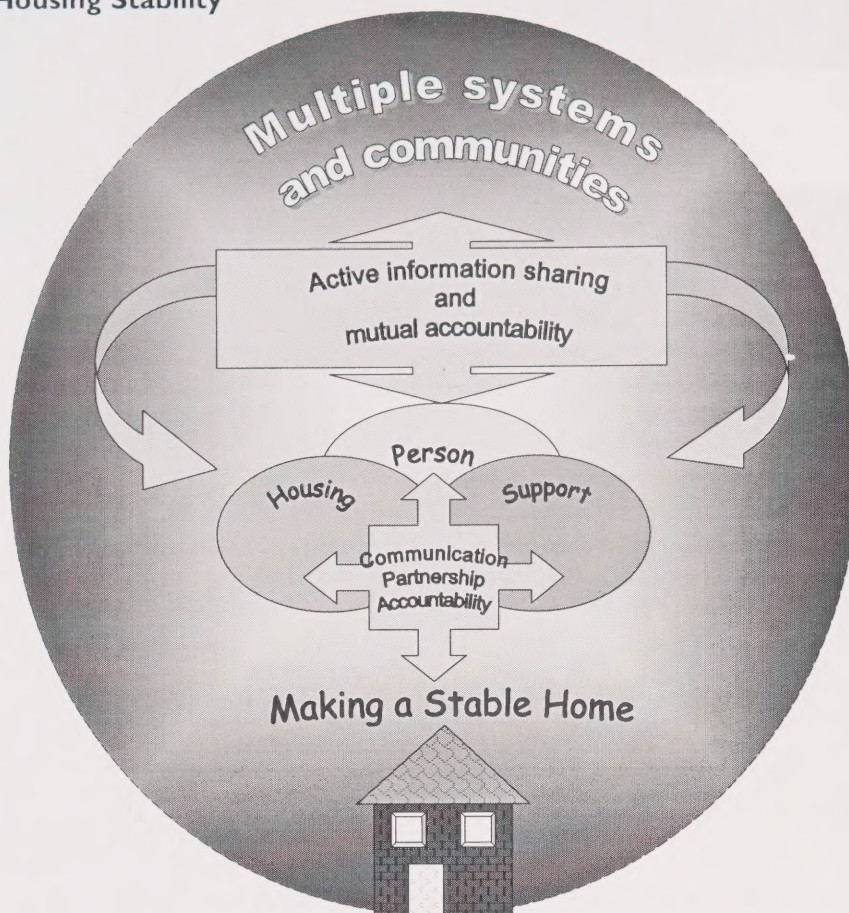 Housing Stability
Multiple systems
and communities
Active information sharing
and
mutual accountability
Person
Housing
Support
Communication
Partnership
Accountability
Making a Stable Home